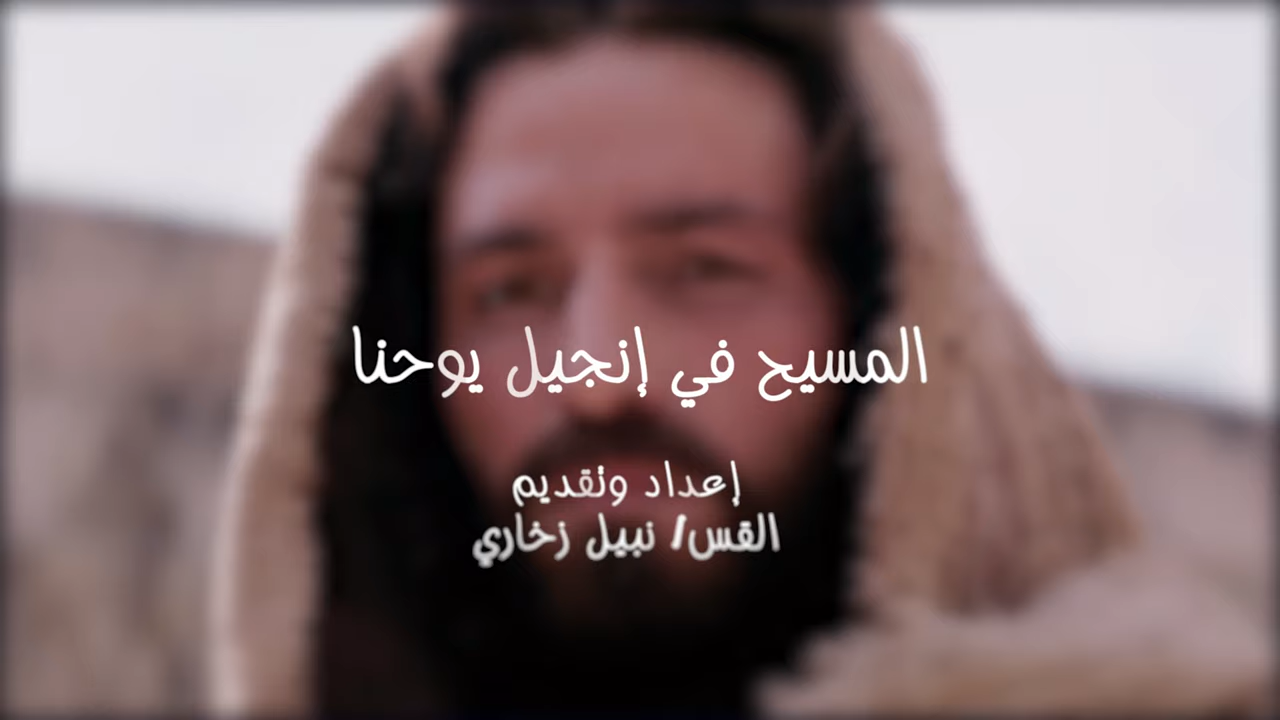 المسيح في إنجيل يوحنا
إعداد وتقديم
القس/ نبيل زخاري